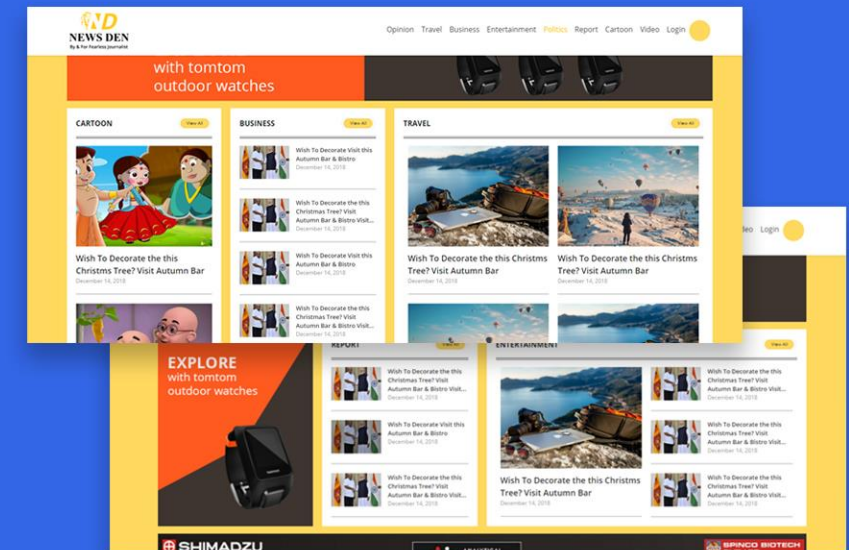 ND
NEWS DEN
By & For Fearless Journalist
Opinion Travel Business Entertainment Politics Report Cartoon Video Login
with tomtom
outdoor watches
CARTOON
View All
BUSINESS
View All
TRAVEL
View All
Wish To Decorate the this
Christms Tree? Visit Autumn Bar
December 14, 2018
Wish To Decorate Visit this
Autumn Bar & Bistro
December 14, 2018
Wish To Decorate the this
Christmas Tree? Visit
Autumn Bar & Bistro Visit...
December 14, 2018
Wish To Decorate Visit this
Autumn Bar & Bistro
December 14, 2018
Wish To Decorate the this
Christmas Tree? Visit
Autumn Bar & Bistro Visit...
December 14, 2018
Wish To Decorate the this Christms
Tree? Visit Autumn Bar
December 14, 2018
Wish To Decorate the this Christms
Tree? Visit Autumn Bar
December 14, 2018
Login
EXPLORE
with tomtom
outdoor watches
REPORT
View All
Wish To Decorate the this
Christmas Tree? Visit
Autumn Bar & Bistro Visit...
December 14, 2018
Wish To Decorate Visit this
Autumn Bar & Bistro
December 14, 2018
Wish To Decorate the this
Christmas Tree? Visit
Autumn Bar & Bistro Visit...
December 14, 2018
ENTERTAINMENT
View All
Wish To Decorate the this Christms
Tree? Visit Autumn Bar
December 14, 2018
Wish To Decorate the this
Christmas Tree? Visit
Autumn Bar & Bistro Visit...
December 14, 2018
Wish To Decorate the this
Christmas Tree? Visit
Autumn Bar & Bistro Visit...
December 14, 2018
Wish To Decorate the this
Christmas Tree? Visit
Autumn Bar & Bistro Visit...
December 14, 2018
SHIMADZU
SPINCO BIOTECH